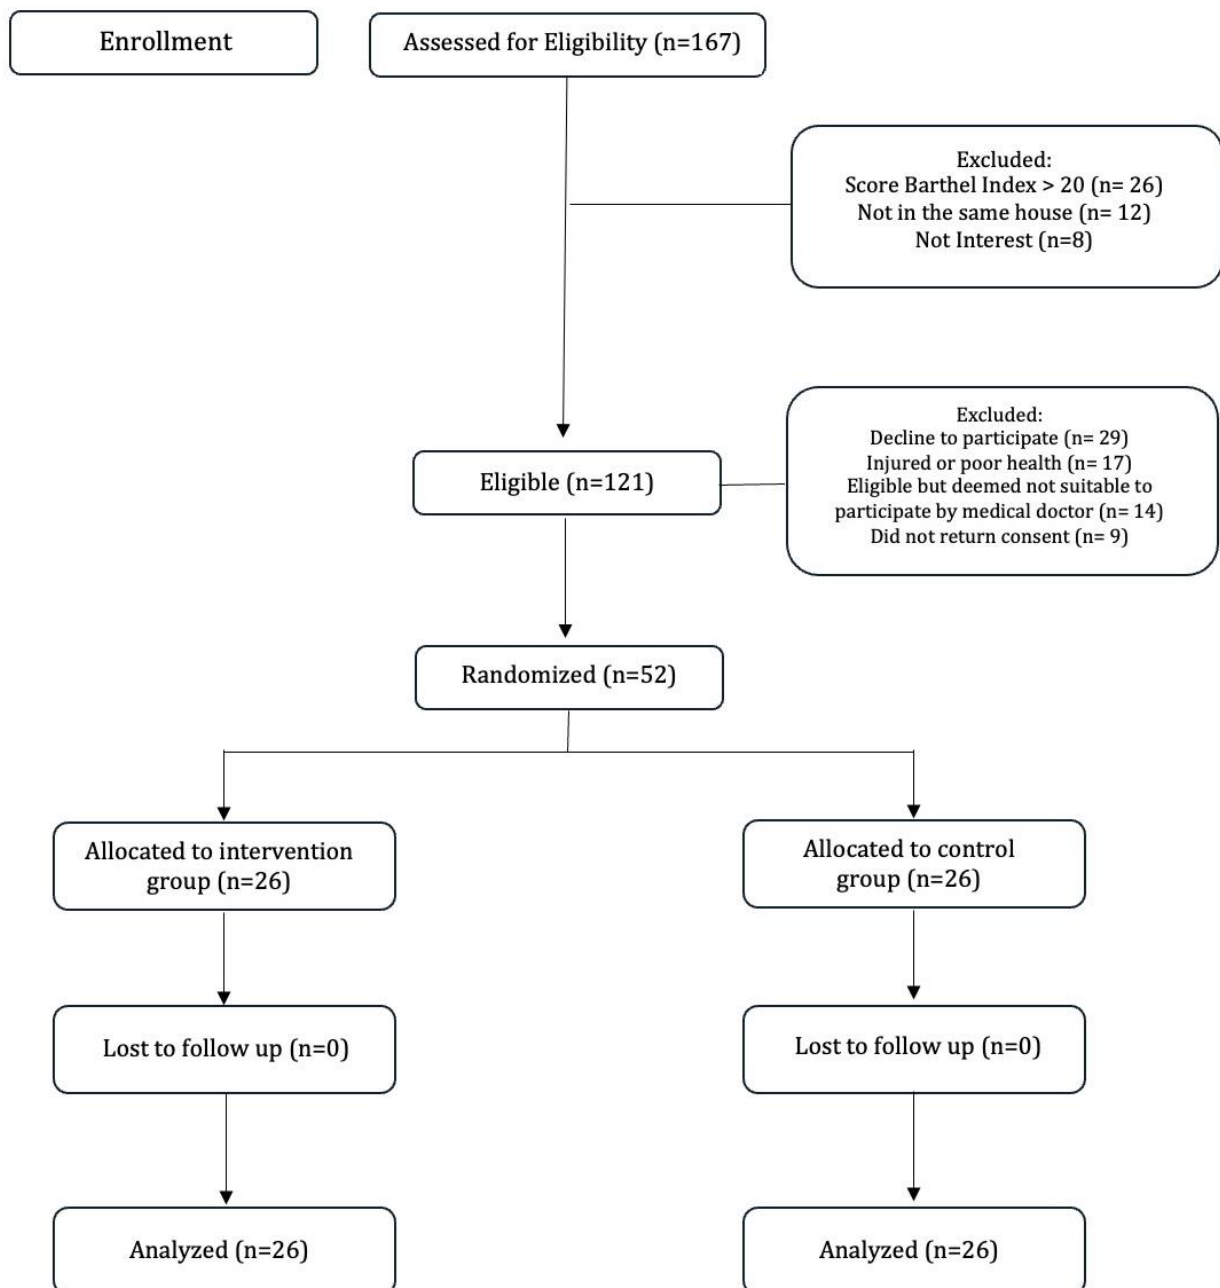 Enrollment
Assessed for Eligibility (n=167)
Excluded:
Score Barthel Index > 20 (n= 26)
Not in the same house (n= 12)
Not Interest (n=8)
Excluded:
Decline to participate (n= 29)
Injured or poor health (n= 17)
Eligible but deemed not suitable to
participate by medical doctor (n= 14)
Did not return consent (n= 9)
Eligible (n=121)
Randomized (n=52)
Allocated to intervention
group (n=26)
Allocated to control
group (n=26)
Lost to follow up (n=0)
Lost to follow up (n=0)
Analyzed (n=26)
Analyzed (n=26)